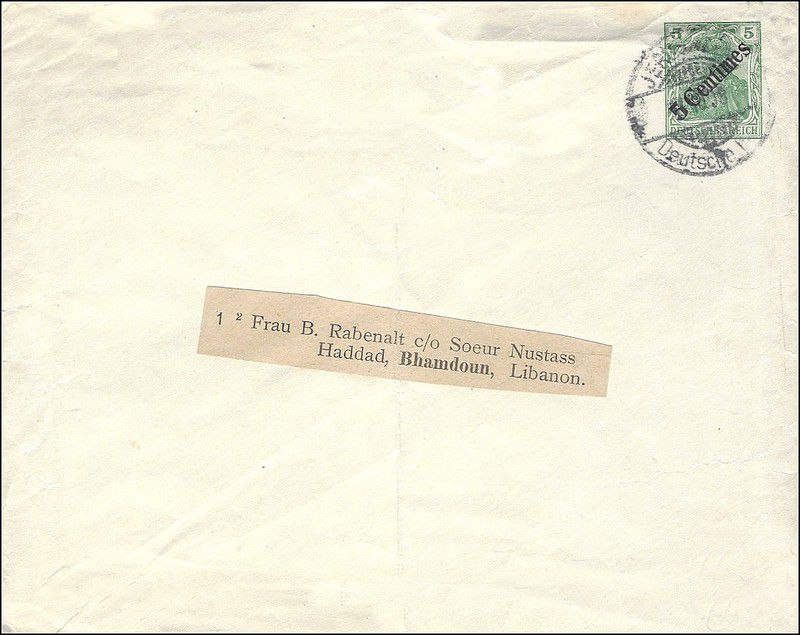 5 5
5 Centimes
DEUTSCHES REICH
Deutsche
1 2 Frau B. Rabenalt c/o Soeur Nustass
Haddad, Bhamdoun, Libanon.